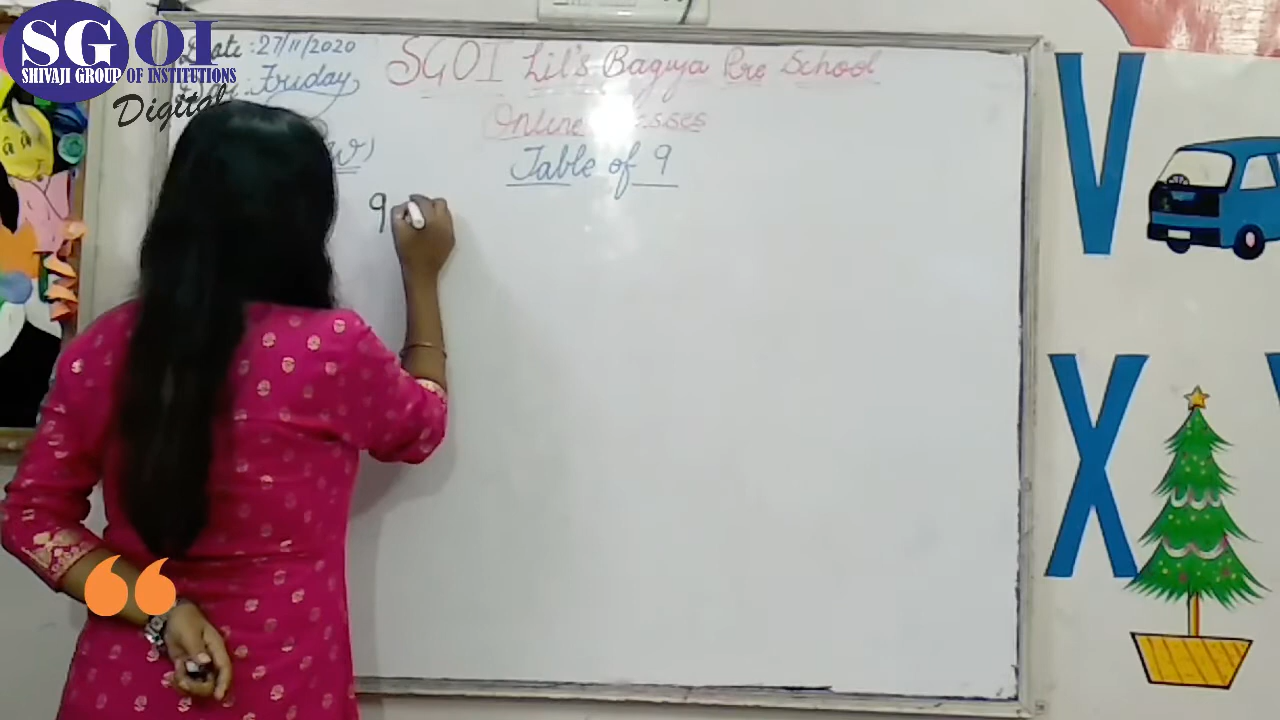 SGOI
SHIVAJI GROUP OF INSTITUTIONS
Digital
Date : 27/11/2020
Friday
SGOI Lil's Bagiya Pre School
Online
Table of 9
9
V
X